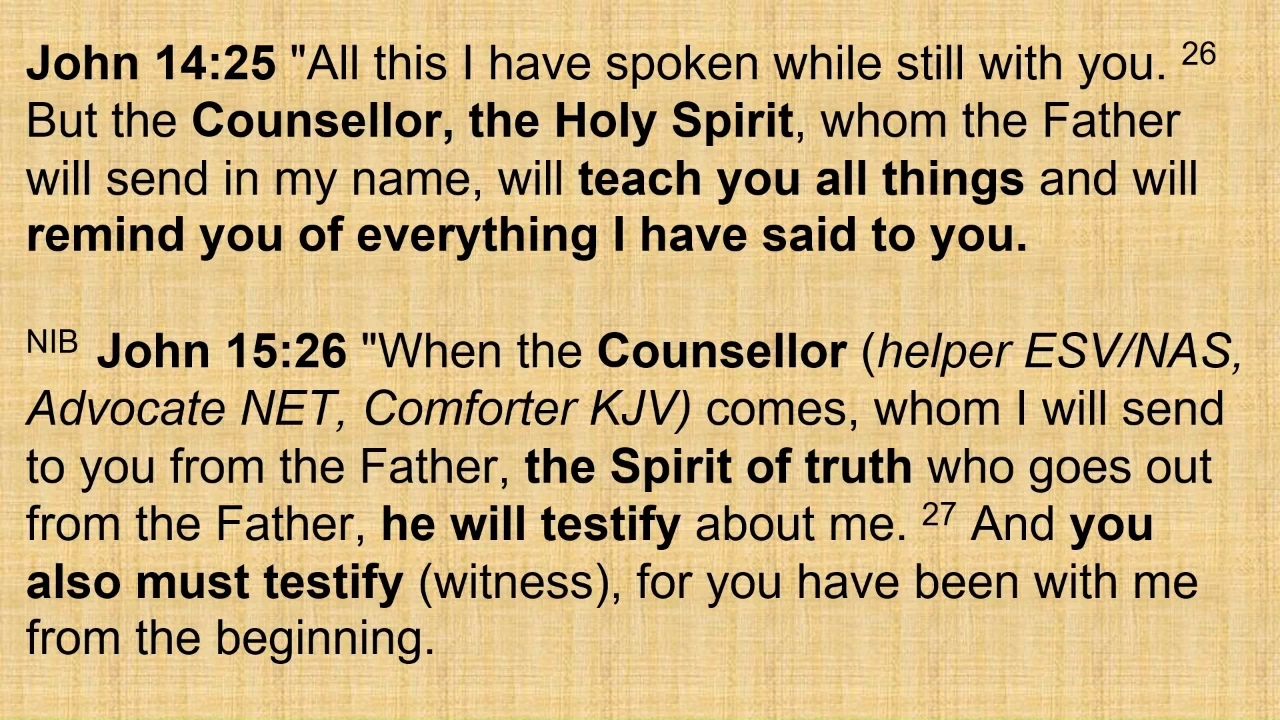 John 14:25 "All this I have spoken while still with you. 26
But the Counsellor, the Holy Spirit, whom the Father
will send in my name, will teach you all things and will
remind you of everything I have said to you.
NIB John 15:26 "When the Counsellor (helper ESV/NAS,
Advocate NET, Comforter KJV) comes, whom I will send
to you from the Father, the Spirit of truth who goes out
from the Father, he will testify about me. 27 And you
also must testify (witness), for you have been with me
from the beginning.